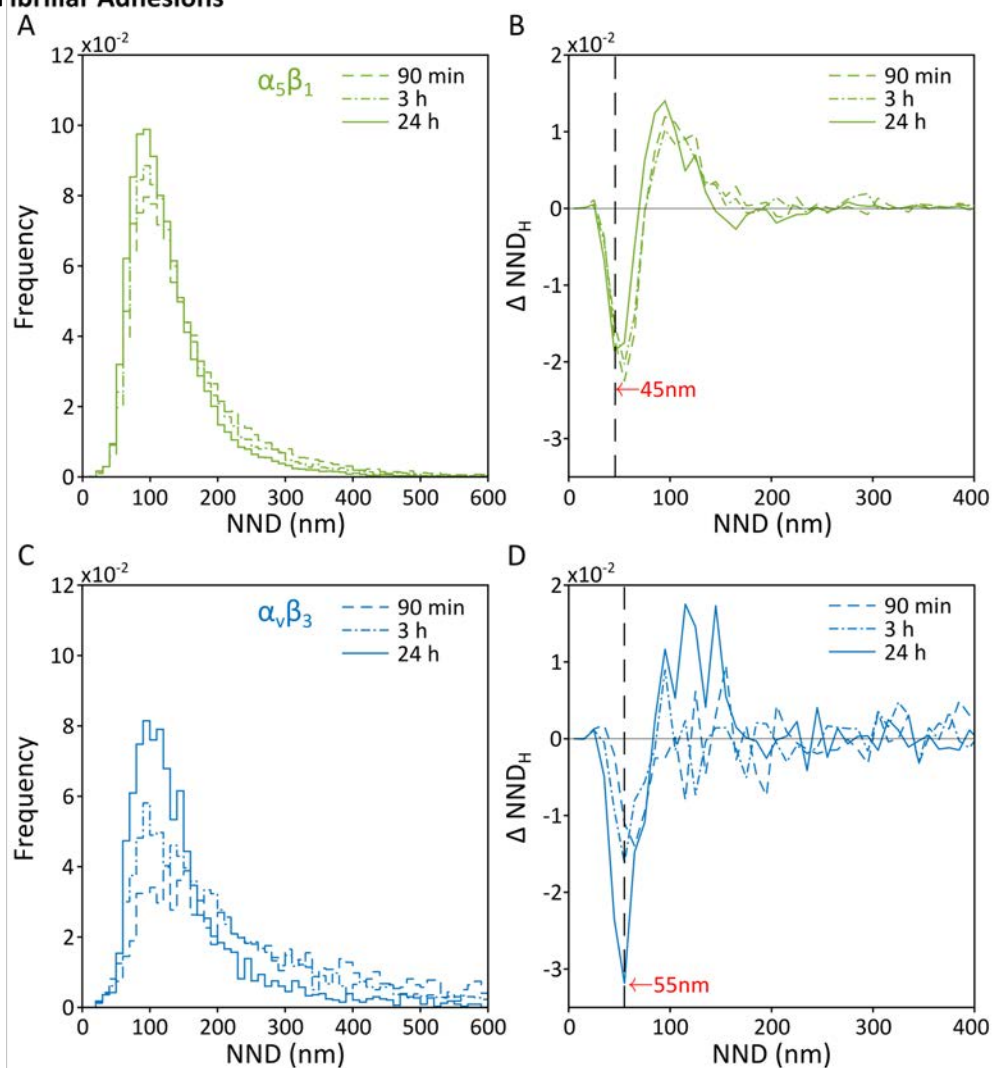 Fibrillar Adhesions
A
x10-2
12
10
8
6
4
2
0
Frequency
α5β1
90 min
3 h
24 h
0 100 200 300 400 500 600
NND (nm)
B
x10-2
2
1
0
-1
-2
-3
Δ NNDH
90 min
3 h
24 h
←45nm
0 100 200 300 400
NND (nm)
C
x10-2
12
10
8
6
4
2
0
Frequency
αvβ3
90 min
3 h
24 h
0 100 200 300 400 500 600
NND (nm)
D
x10-2
2
1
0
-1
-2
-3
Δ NNDH
90 min
3 h
24 h
←55nm
0 100 200 300 400
NND (nm)